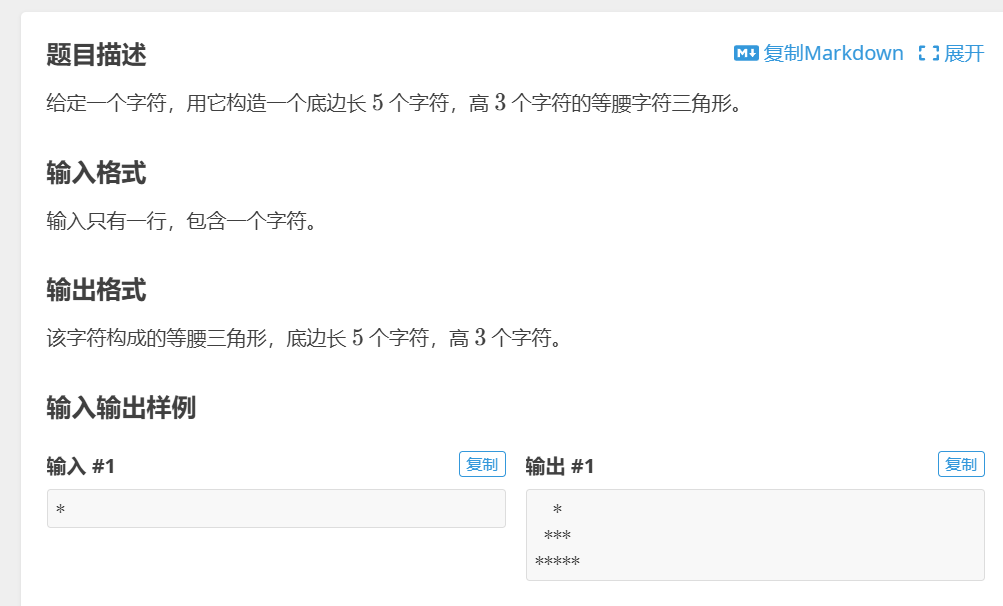 题目描述
复制Markdown 展开
给定一个字符，用它构造一个底边长 5 个字符，高 3 个字符的等腰字符三角形。
输入格式
输入只有一行，包含一个字符。
输出格式
该字符构成的等腰三角形，底边长 5 个字符，高 3 个字符。
输入输出样例
输入 #1
复制
*
输出 #1
复制
  *
 ***
*****